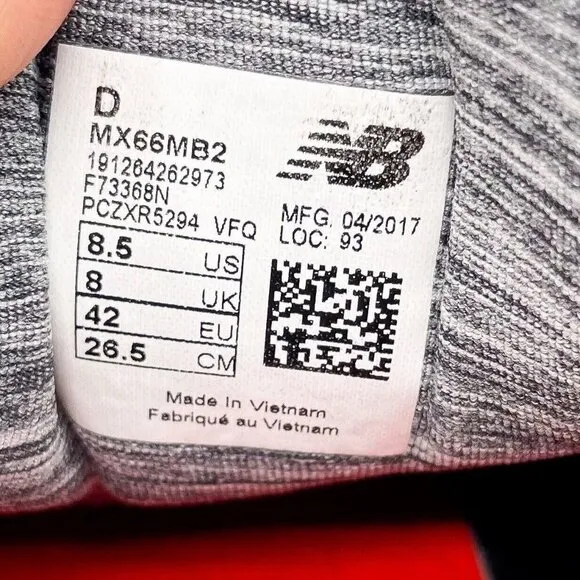 D
MX66MB2
191264262973
F73368N
PCZXR5294 VFQ
NB
MFG. 04/2017
LOC: 93
8.5 US
8 UK
42 EU
26.5 CM
Made In Vietnam
Fabriqué au Vietnam